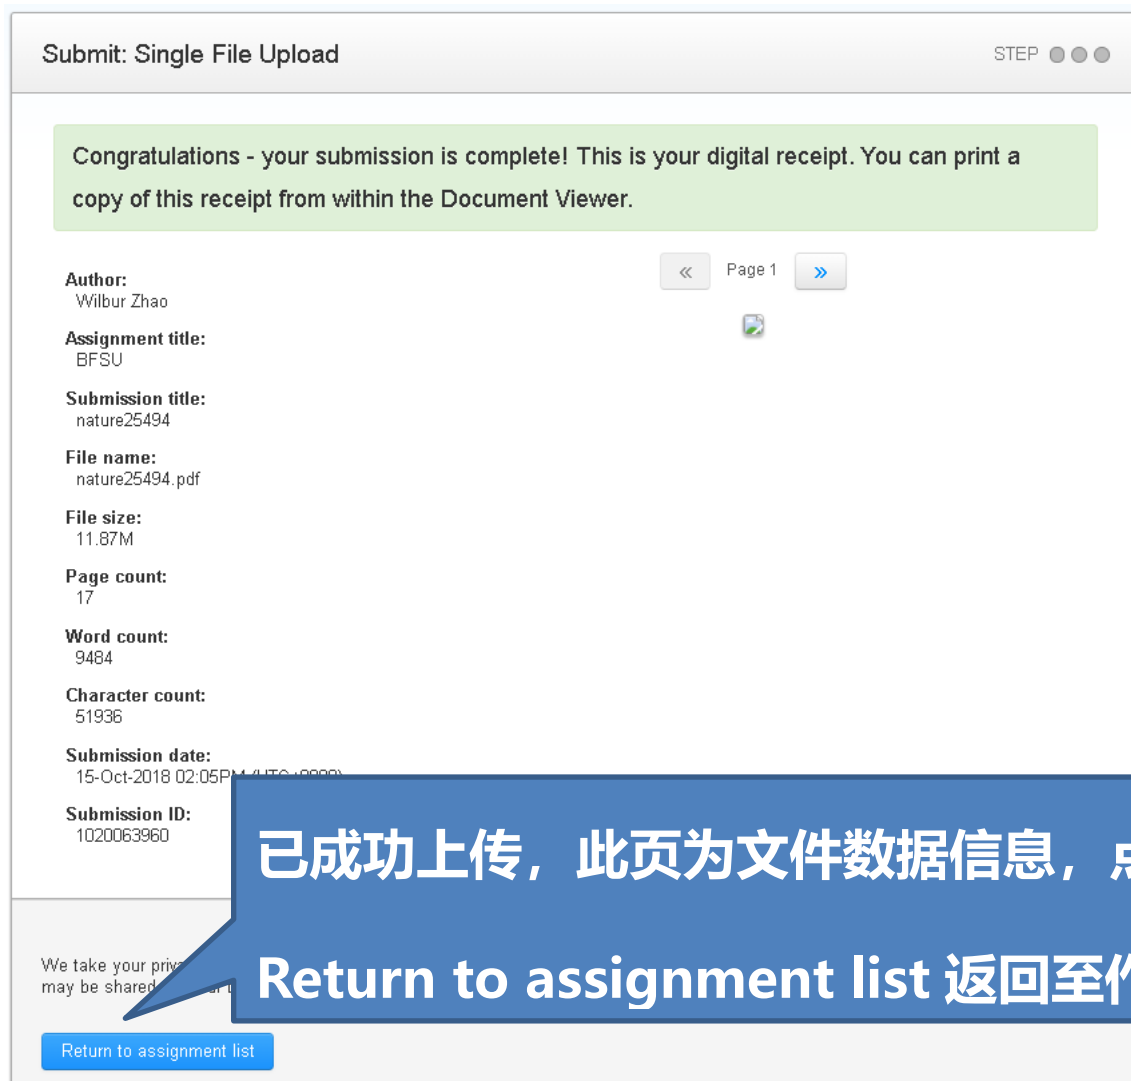 Submit: Single File Upload
STEP
Congratulations - your submission is complete! This is your digital receipt. You can print a
copy of this receipt from within the Document Viewer.
« Page 1 »
Author:
Wilbur Zhao
Assignment title:
BFSU
Submission title:
nature25494
File name:
nature25494.pdf
File size:
11.87M
Page count:
17
Word count:
9484
Character count:
51936
Submission date:
15-Oct-2018 02:05PM
Submission ID:
1020063960
已成功上传，此页为文件数据信息，点
Return to assignment list 返回至作
We take your
may be shared
Return to assignment list